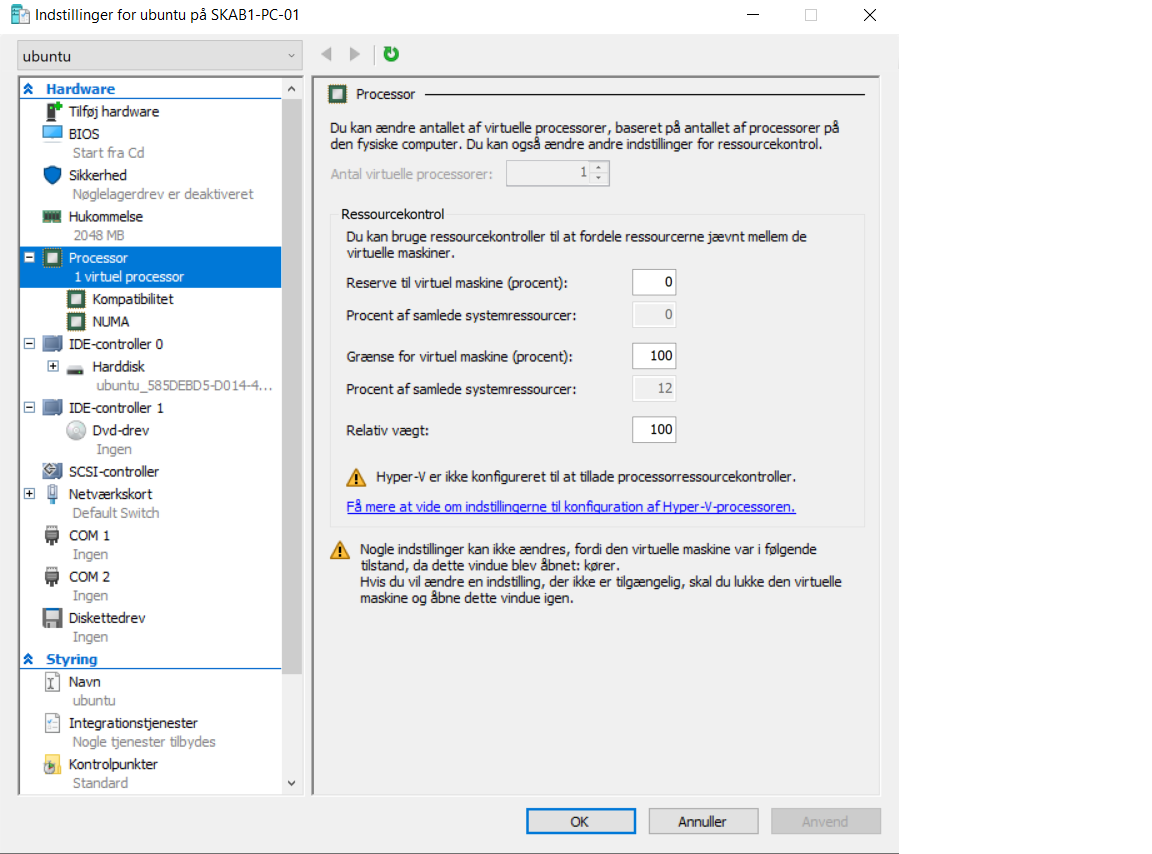 Indstillinger for ubuntu på SKAB1-PC-01
ubuntu
Hardware
Tilføj hardware
BIOS
Start fra Cd
Sikkerhed
Nøglelagerdrev er deaktiveret
Hukommelse
2048 MB
Processor
1 virtuel processor
Kompatibilitet
NUMA
IDE-controller 0
Harddisk
ubuntu_585DEBD5-D014-4...
IDE-controller 1
Dvd-drev
Ingen
SCSI-controller
Netværkskort
Default Switch
COM 1
Ingen
COM 2
Ingen
Diskettedrev
Ingen
Styring
Navn
ubuntu
Integrationstjenester
Nogle tjenester tilbydes
Kontrolpunkter
Standard
Processor
Du kan ændre antallet af virtuelle processorer, baseret på antallet af processorer på
den fysiske computer. Du kan også ændre andre indstillinger for ressourcekontrol.
Antal virtuelle processorer: 1
Ressourcekontrol
Du kan bruge ressourcekontroller til at fordele ressourcerne jævnt mellem de
virtuelle maskiner.
Reserve til virtuel maskine (procent): 0
Procent af samlede systemressourcer: 0
Grænse for virtuel maskine (procent): 100
Procent af samlede systemressourcer: 12
Relativ vægt: 100
Hyper-V er ikke konfigureret til at tillade processorressourcekontroller.
Få mere at vide om indstillingerne til konfiguration af Hyper-V-processoren.
Nogle indstillinger kan ikke ændres, fordi den virtuelle maskine var i følgende
tilstand, da dette vindue blev åbnet: kører.
Hvis du vil ændre en indstilling, der ikke er tilgængelig, skal du lukke den virtuelle
maskine og åbne dette vindue igen.
OK Annuller Anvend